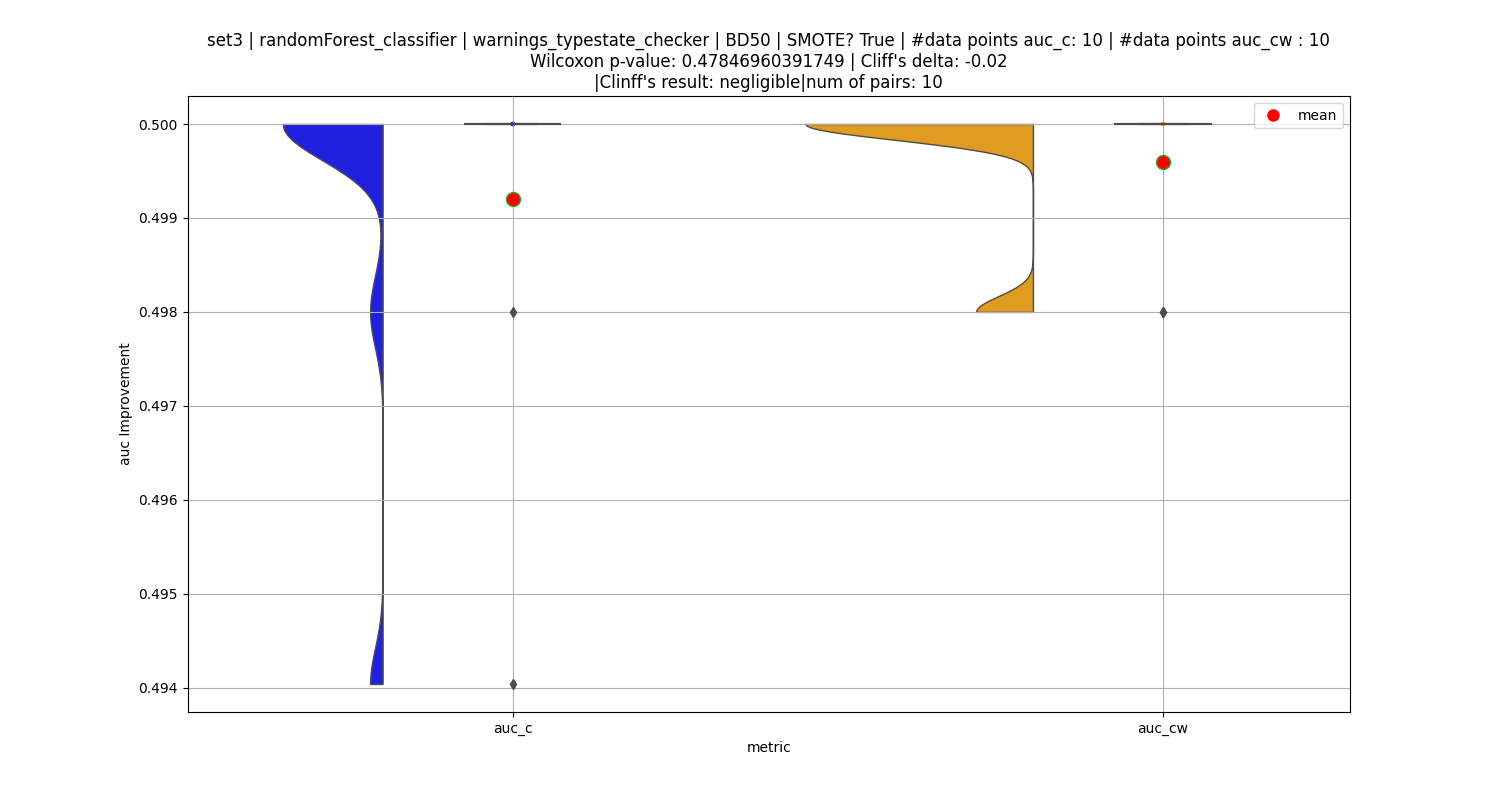 set3 | randomForest_classifier | warnings_typestate_checker | BD50 | SMOTE? True | #data points auc_c: 10 | #data points auc_cw : 10
Wilcoxon p-value: 0.47846960391749 | Cliff's delta: -0.02
|Clinff's result: negligible|num of pairs: 10
mean
0.500
0.499
0.498
0.497
0.496
0.495
0.494
auc Improvement
auc_c
auc_cw
metric